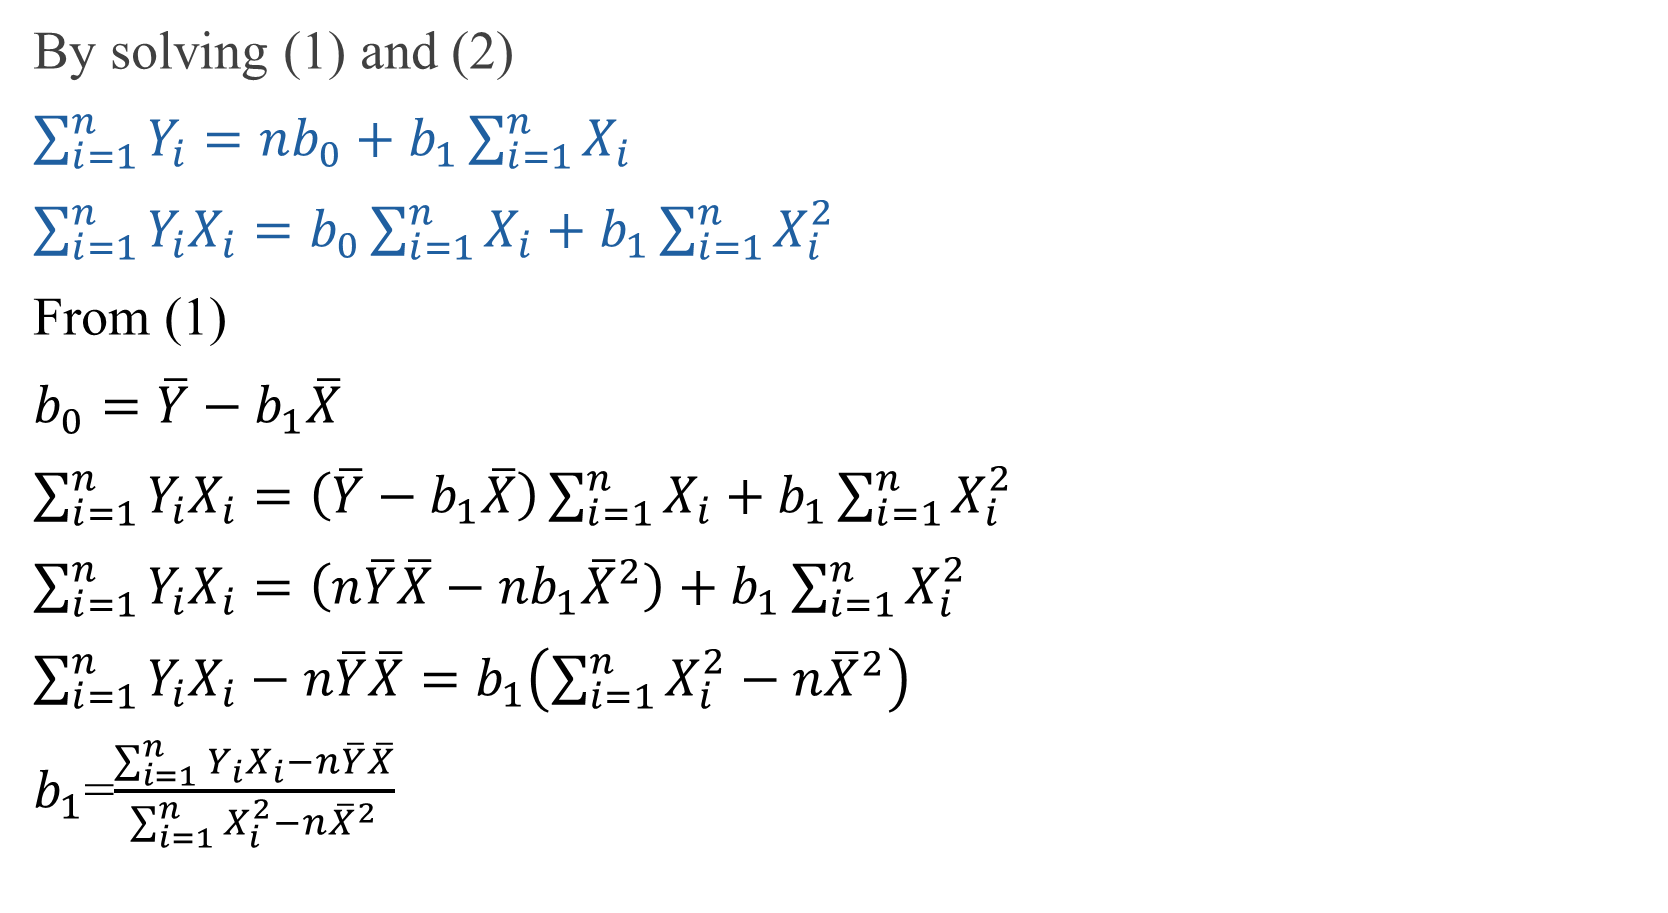 By solving (1) and (2)
∑ⁿᵢ₌₁ Yᵢ = nb₀ + b₁ ∑ⁿᵢ₌₁ Xᵢ
∑ⁿᵢ₌₁ YᵢXᵢ = b₀ ∑ⁿᵢ₌₁ Xᵢ + b₁ ∑ⁿᵢ₌₁ Xᵢ²
From (1)
b₀ = Ȳ − b₁X̄
∑ⁿᵢ₌₁ YᵢXᵢ = (Ȳ − b₁X̄) ∑ⁿᵢ₌₁ Xᵢ + b₁ ∑ⁿᵢ₌₁ Xᵢ²
∑ⁿᵢ₌₁ YᵢXᵢ = (nȲX̄ − nb₁X̄²) + b₁ ∑ⁿᵢ₌₁ Xᵢ²
∑ⁿᵢ₌₁ YᵢXᵢ − nȲX̄ = b₁(∑ⁿᵢ₌₁ Xᵢ² − nX̄²)
b₁=(∑ⁿᵢ₌₁ YᵢXᵢ−nȲX̄)/(∑ⁿᵢ₌₁ Xᵢ²−nX̄²)